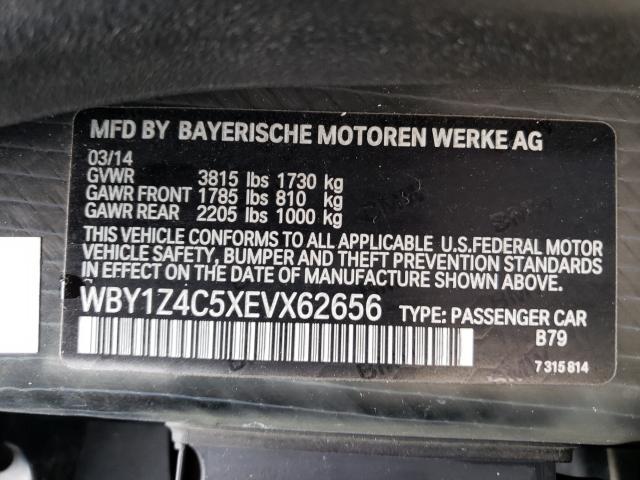 MFD BY BAYERISCHE MOTOREN WERKE AG
03/14
GVWR 3815 lbs 1730 kg
GAWR FRONT 1785 lbs 810 kg
GAWR REAR 2205 lbs 1000 kg
THIS VEHICLE CONFORMS TO ALL APPLICABLE U.S.FEDERAL MOTOR
VEHICLE SAFETY, BUMPER AND THEFT PREVENTION STANDARDS
IN EFFECT ON THE DATE OF MANUFACTURE SHOWN ABOVE.
WBY1Z4C5XEVX62656 TYPE: PASSENGER CAR
B79
7 315 814